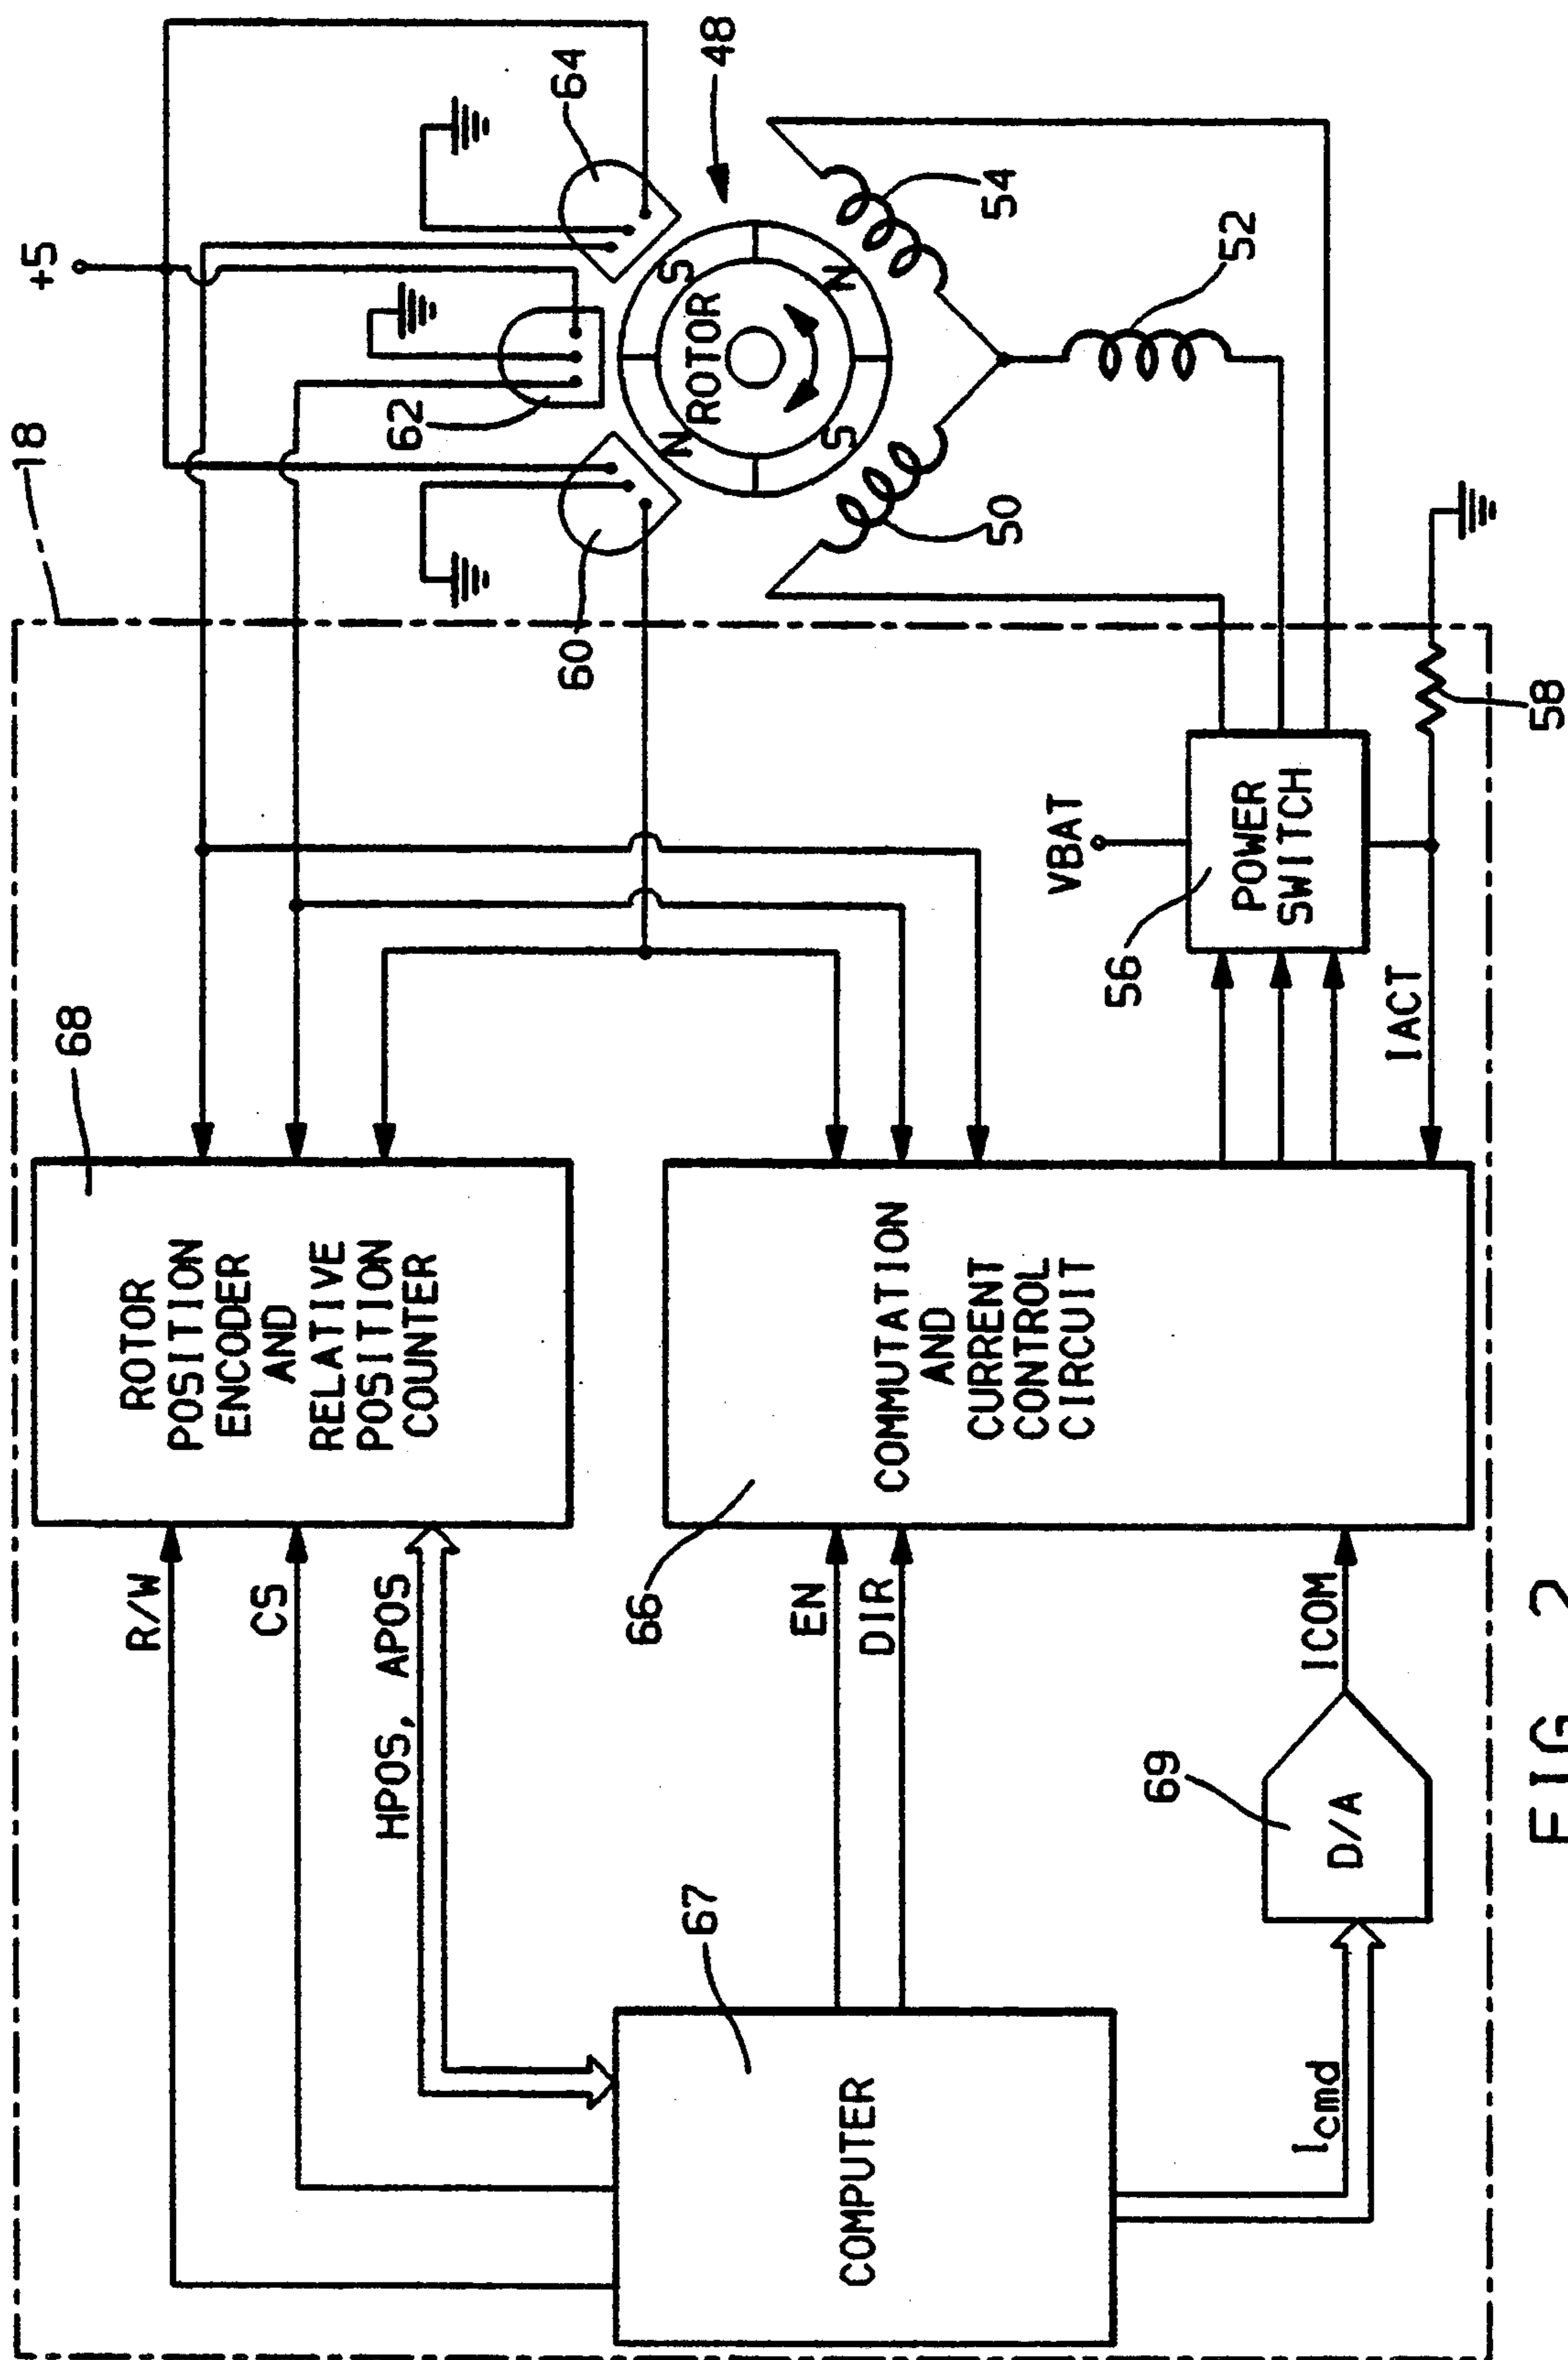 18
+5
68
R/W
CS
HPOS, APOS
ROTOR
POSITION
ENCODER
AND
RELATIVE
POSITION
COUNTER
62
64
60
N
S
ROTOR
S
N
48
67
COMPUTER
EN
DIR
66
COMMUTATION
AND
CURRENT
CONTROL
CIRCUIT
50
54
52
VBAT
56
POWER
SWITCH
69
D/A
Icmd
ICOM
IACT
58
FIG. 2